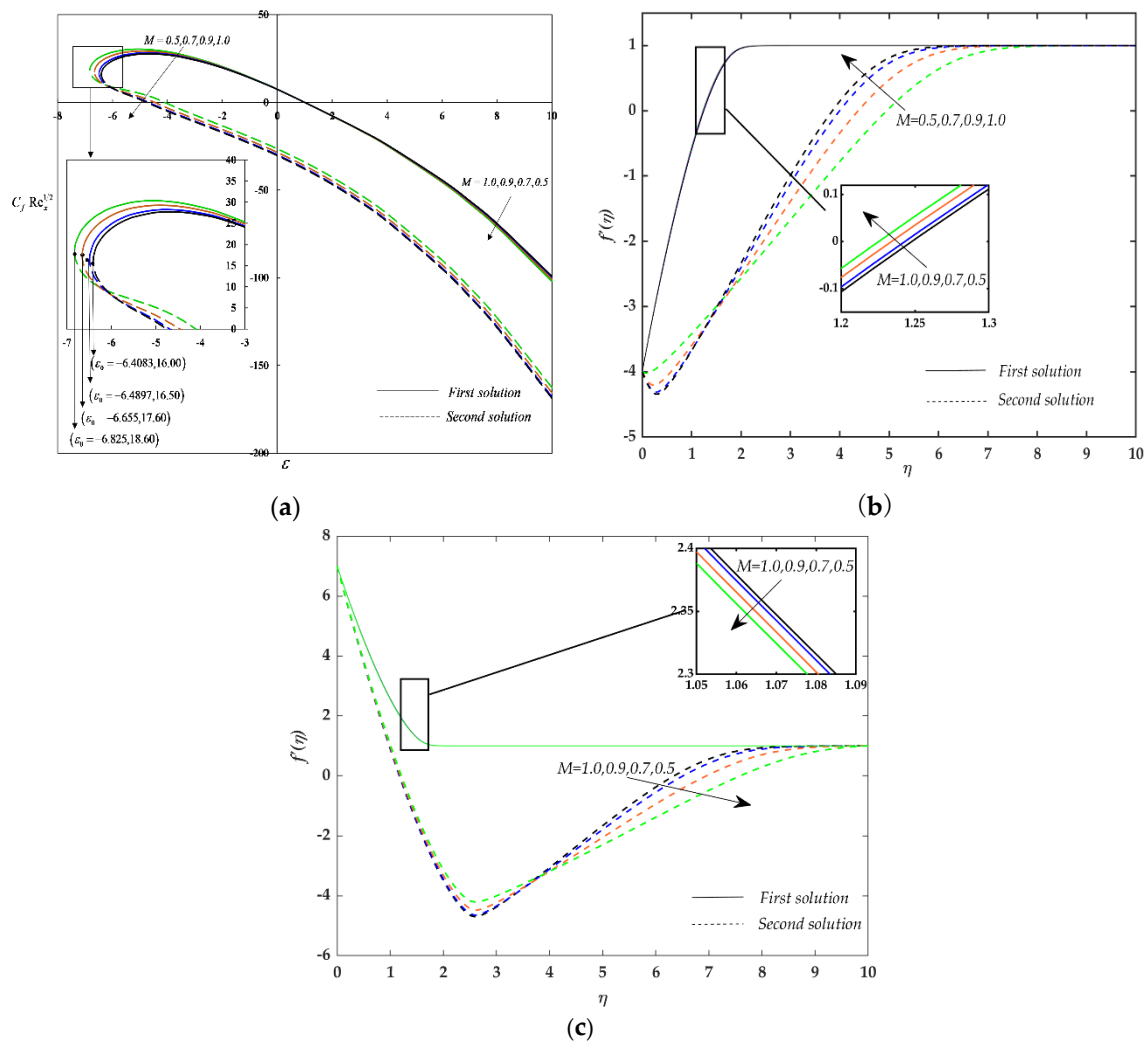 50
M = 0.5,0.7,0.9,1.0
0
-8 -6 -4 -2 0 2 4 6 8 10
M = 1.0,0.9,0.7,0.5
-50
-100
-150
-200
C_f Re_x^{1/2}
40
35
30
25
20
15
10
5
0
-7 -6 -5 -4 -3
(ε₀ = −6.4083,16.00)
(ε₀ = −6.4897,16.50)
(ε₀ −6.655,17.60)
(ε₀ = −6.825,18.60)
First solution
Second solution
ε
(a)
2
1
0
-1
-2
-3
-4
-5
f'(η)
M=0.5,0.7,0.9,1.0
0.1
0
-0.1
M=1.0,0.9,0.7,0.5
1.2 1.25 1.3
First solution
Second solution
0 1 2 3 4 5 6 7 8 9 10
η
(b)
8
6
4
2
0
-2
-4
-6
f'(η)
2.4
2.35
2.3
M=1.0,0.9,0.7,0.5
1.05 1.06 1.07 1.08 1.09
M=1.0,0.9,0.7,0.5
First solution
Second solution
0 1 2 3 4 5 6 7 8 9 10
η
(c)